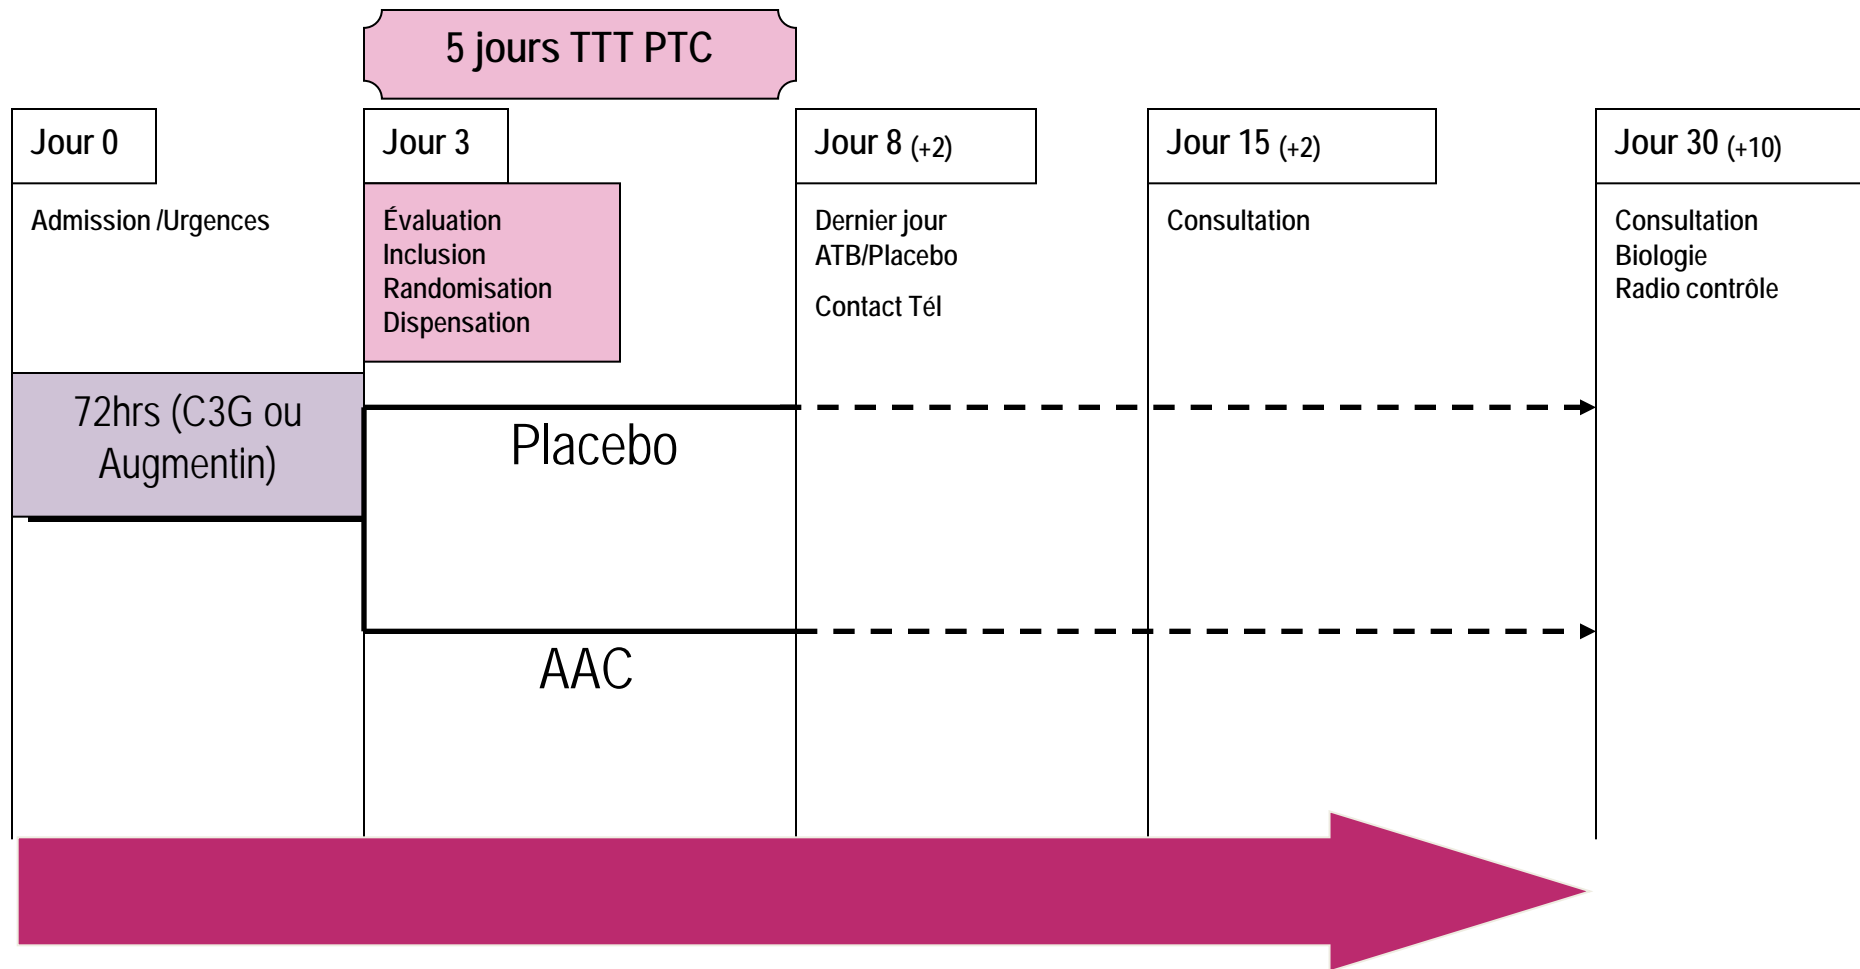 5 jours TTT PTC
Jour 0
Jour 3
Jour 8 (+2)
Jour 15 (+2)
Jour 30 (+10)
Admission /Urgences
Évaluation
Inclusion
Randomisation
Dispensation
Dernier jour
ATB/Placebo
Contact Tél
Consultation
Consultation
Biologie
Radio contrôle
72hrs (C3G ou
Augmentin)
Placebo
AAC